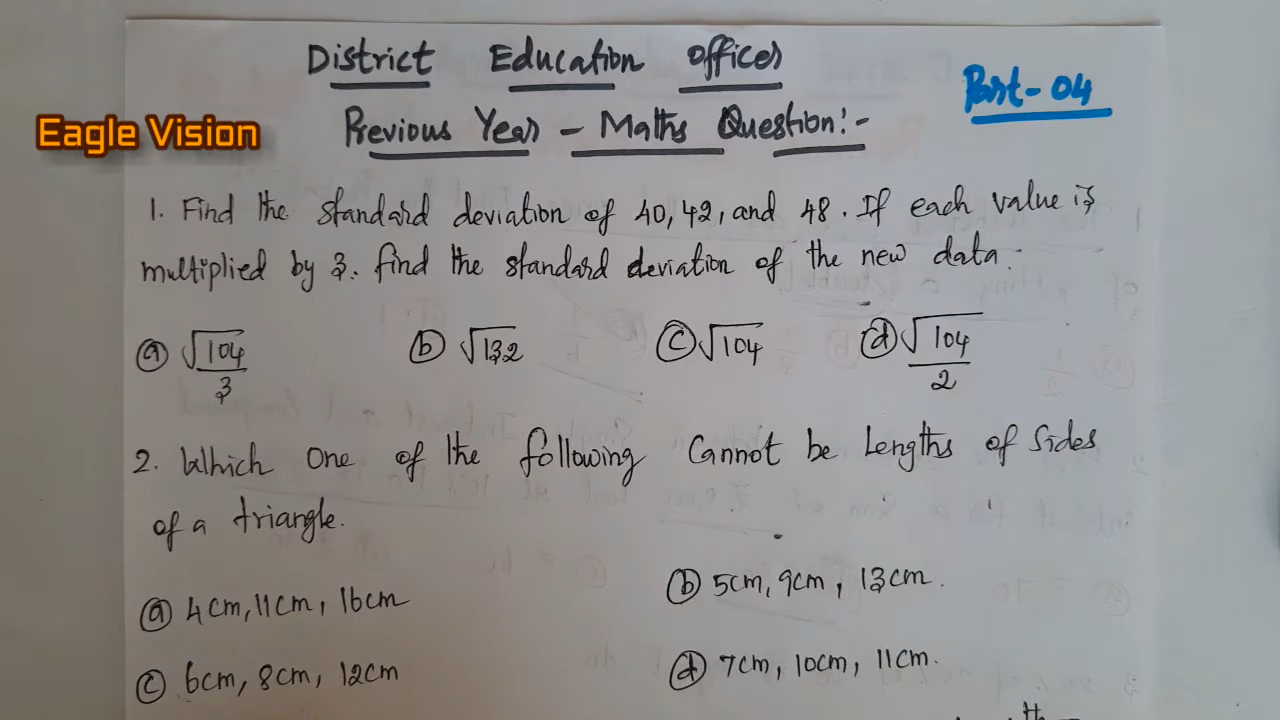 District Education Officer
Part-04
Eagle Vision
Previous Year - Maths Question:-
1. Find the standard deviation of 40, 42, and 48. If each value is
multiplied by 3. find the standard deviation of the new data.
(a) √104/3 (b) √132 (c) √104 (d) √104/2
2. Which one of the following Cannot be Lengths of Sides
of a triangle.
(a) 4cm, 11cm, 16cm (b) 5cm, 9cm, 13cm.
(c) 6cm, 8cm, 12cm (d) 7cm, 10cm, 11cm.